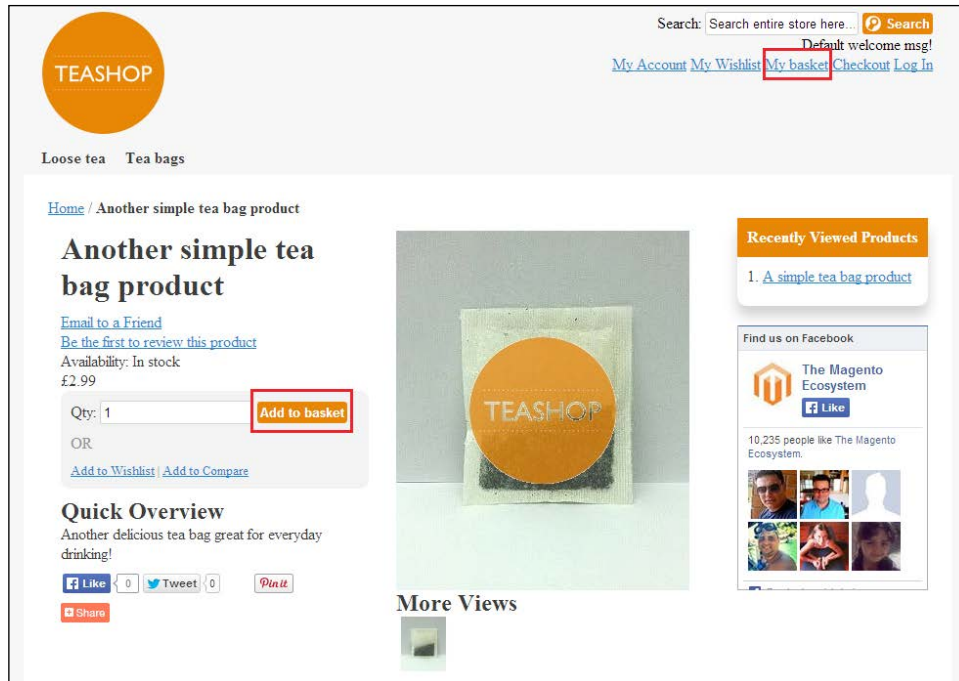 TEASHOP
Search: Search entire store here... Search
Default welcome msg!
My Account My Wishlist My basket Checkout Log In
Loose tea Tea bags
Home / Another simple tea bag product
Another simple tea
bag product
Email to a Friend
Be the first to review this product
Availability: In stock
£2.99
Qty: 1 Add to basket
OR
Add to Wishlist | Add to Compare
Quick Overview
Another delicious tea bag great for everyday
drinking!
Like 0 Tweet 0 Pin it
Share
TEASHOP
More Views
Recently Viewed Products
1. A simple tea bag product
Find us on Facebook
The Magento
Ecosystem
Like
10,235 people like The Magento
Ecosystem.